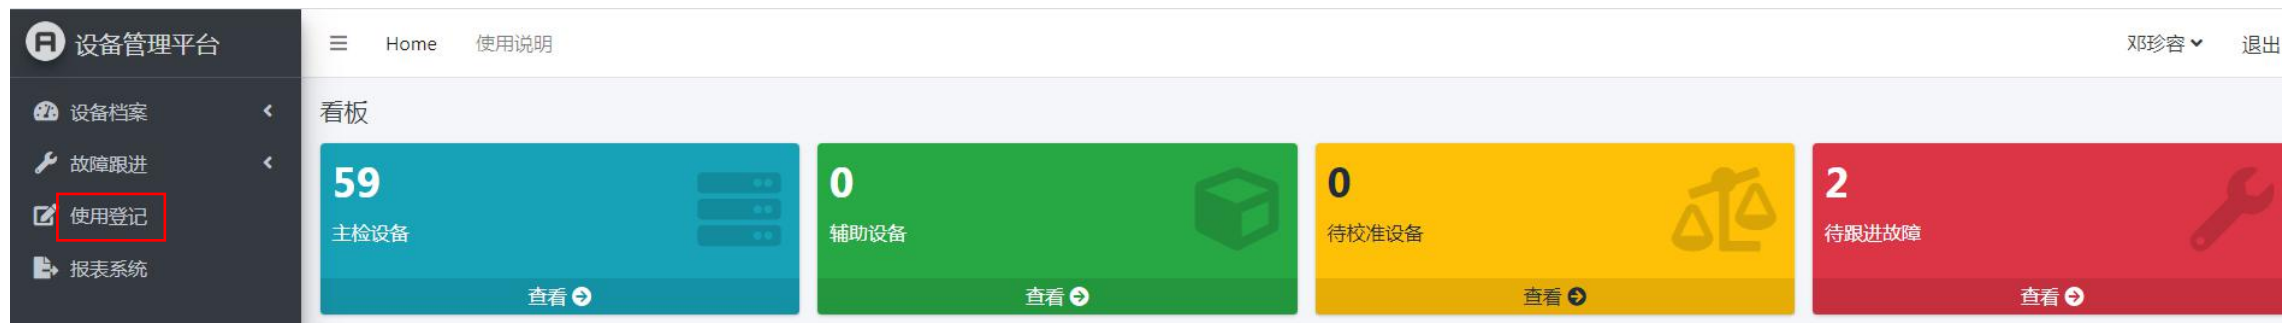 设备管理平台
Home 使用说明
邓珍容 退出
设备档案
故障跟进
使用登记
报表系统
看板
59
主检设备
查看
0
辅助设备
查看
0
待校准设备
查看
2
待跟进故障
查看